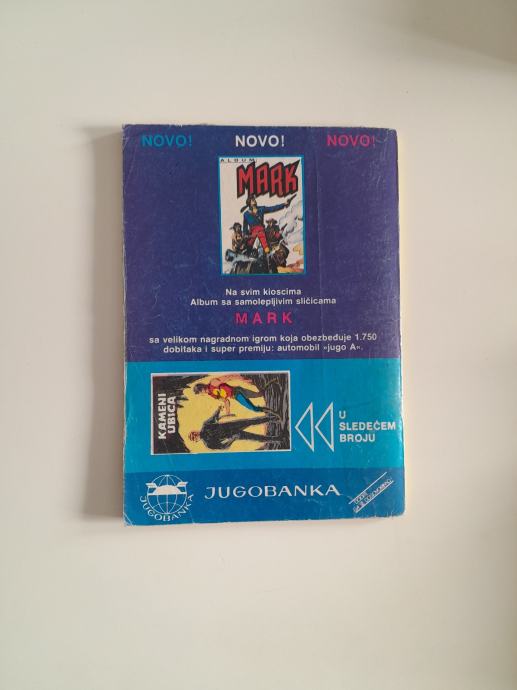 NOVO! NOVO! NOVO!
ALBUM
MARK
Na svim kioscima
Album sa samolepljivim sličicama
MARK
sa velikom nagradnom igrom koja obezbeđuje 1.750
dobitaka i super premiju: automobil »jugo A«.
KAMENI
UBICA
U
SLEDEĆEM
BROJU
JUGOBANKA
JUGOBANKA